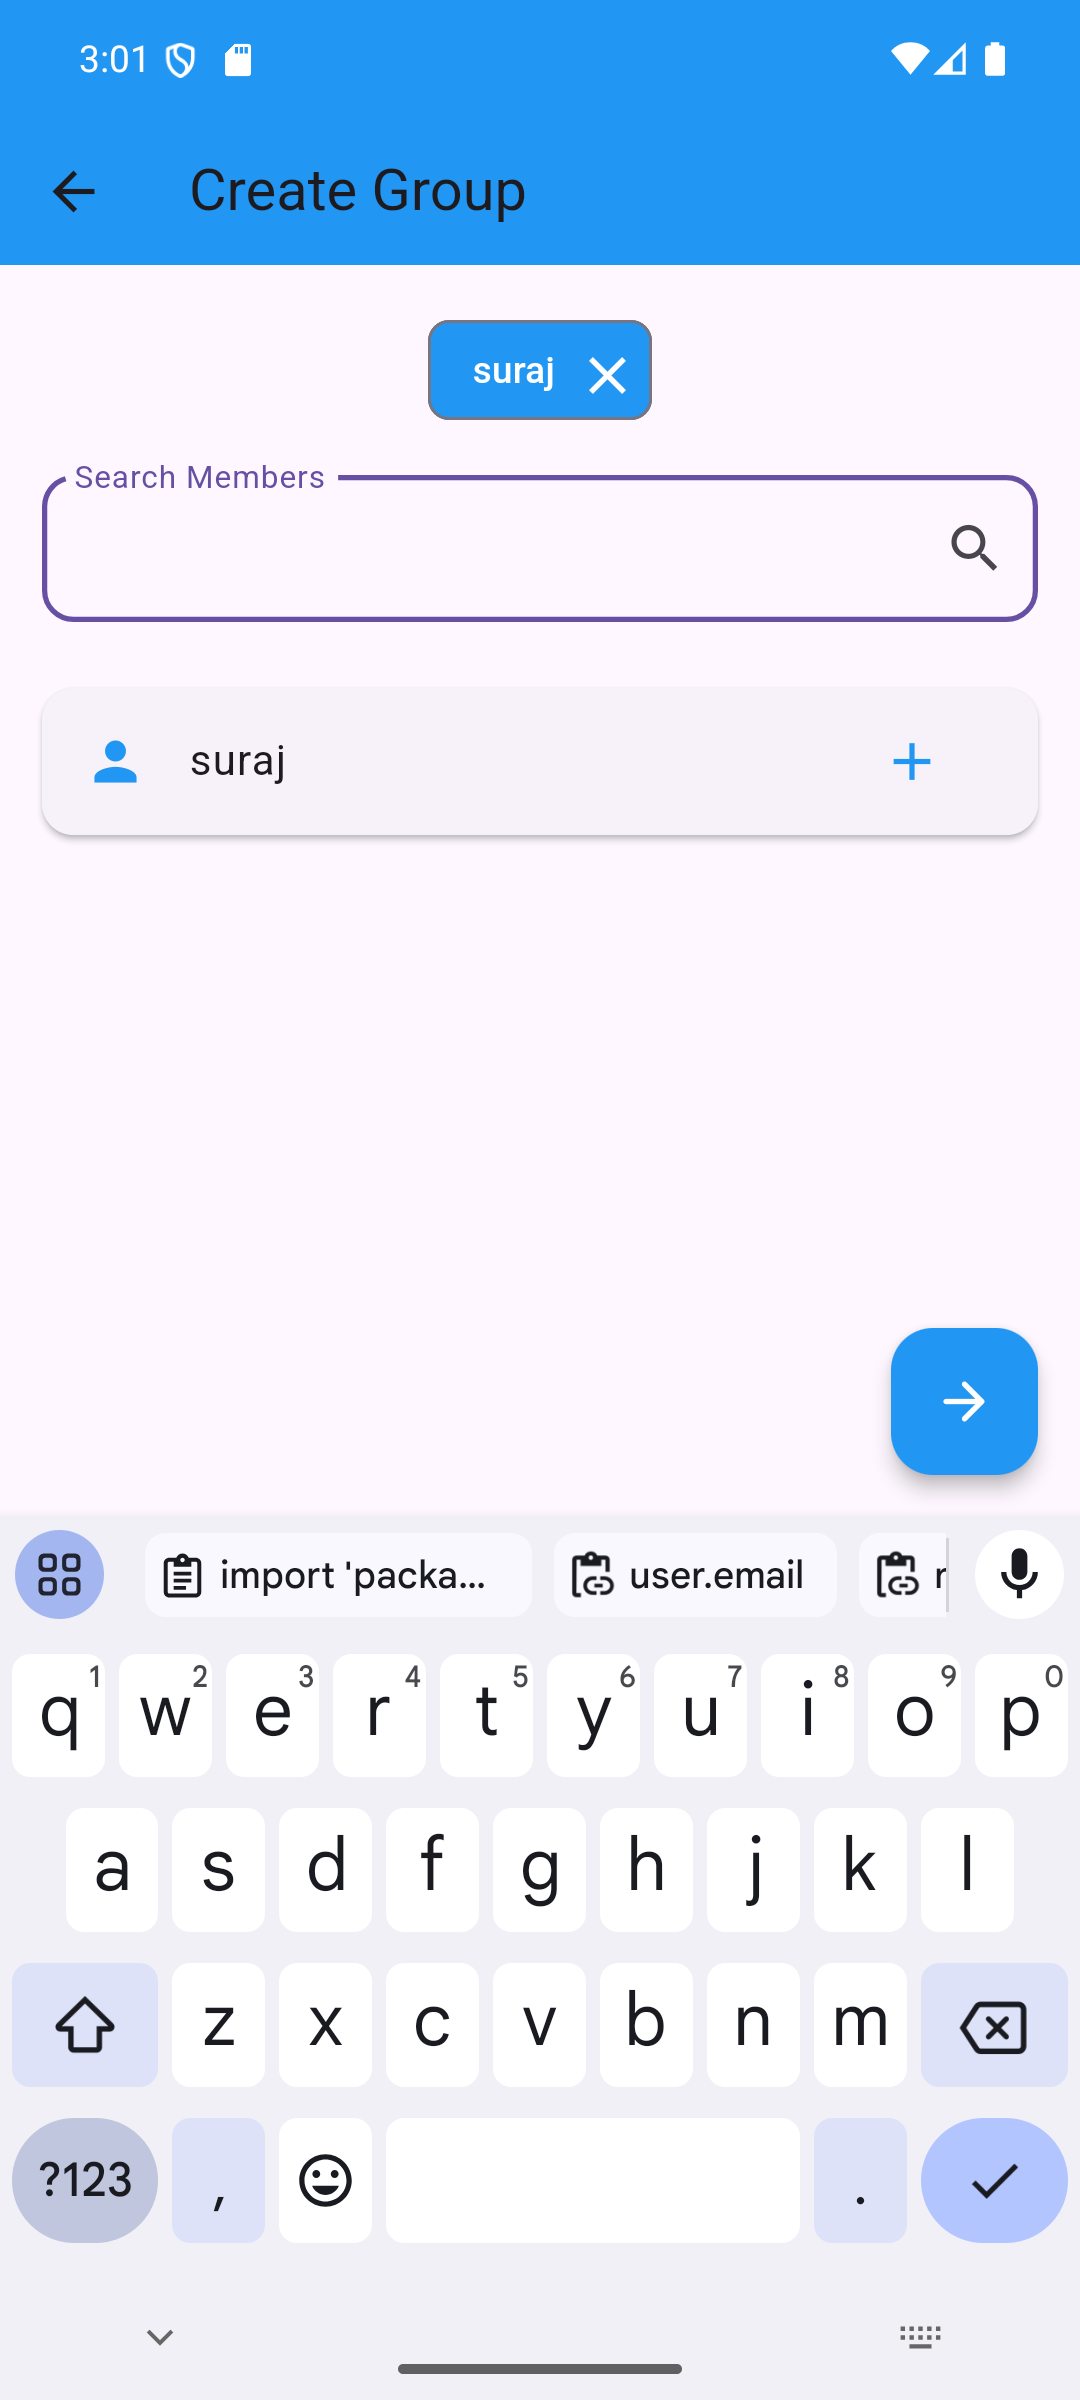 3:01
Create Group
suraj
Search Members
suraj
import 'packa... user.email
q 1 w 2 e 3 r 4 t 5 y 6 u 7 i 8 o 9 p 0
a s d f g h j k l
z x c v b n m
?123 , .